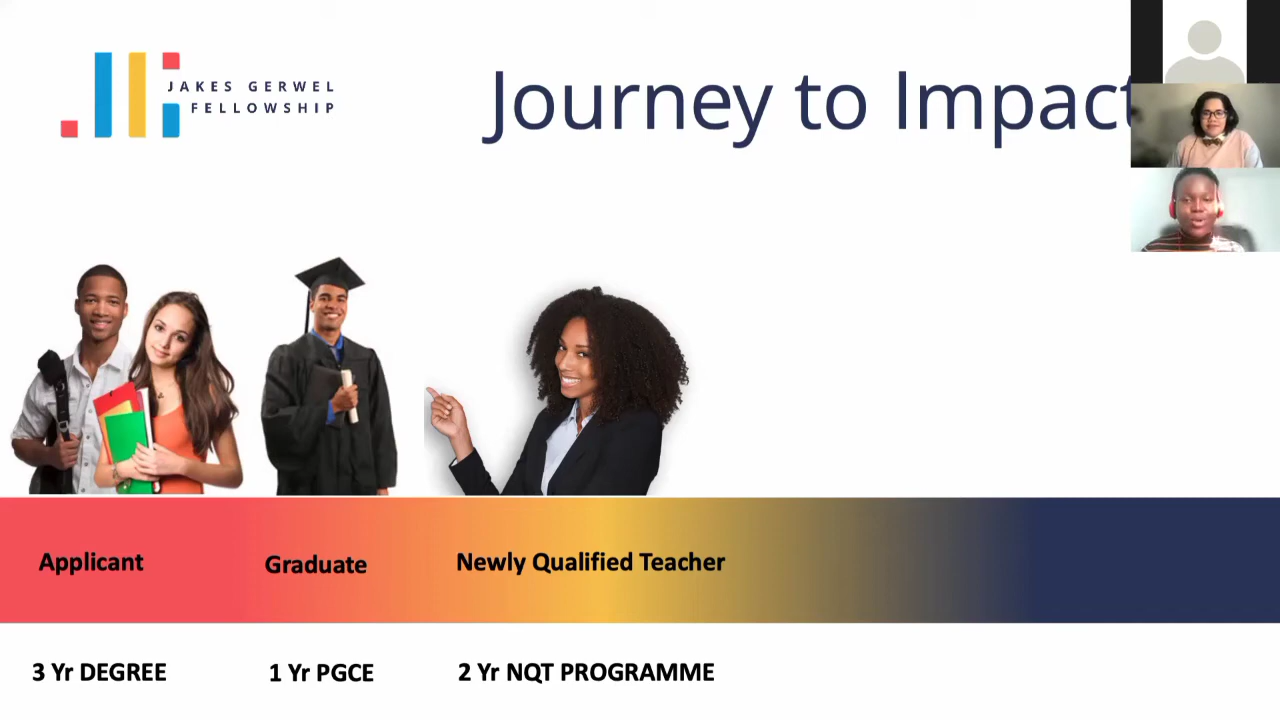 JAKES GERWEL
FELLOWSHIP
Journey to Impact
Applicant
Graduate
Newly Qualified Teacher
3 Yr DEGREE
1 Yr PGCE
2 Yr NQT PROGRAMME